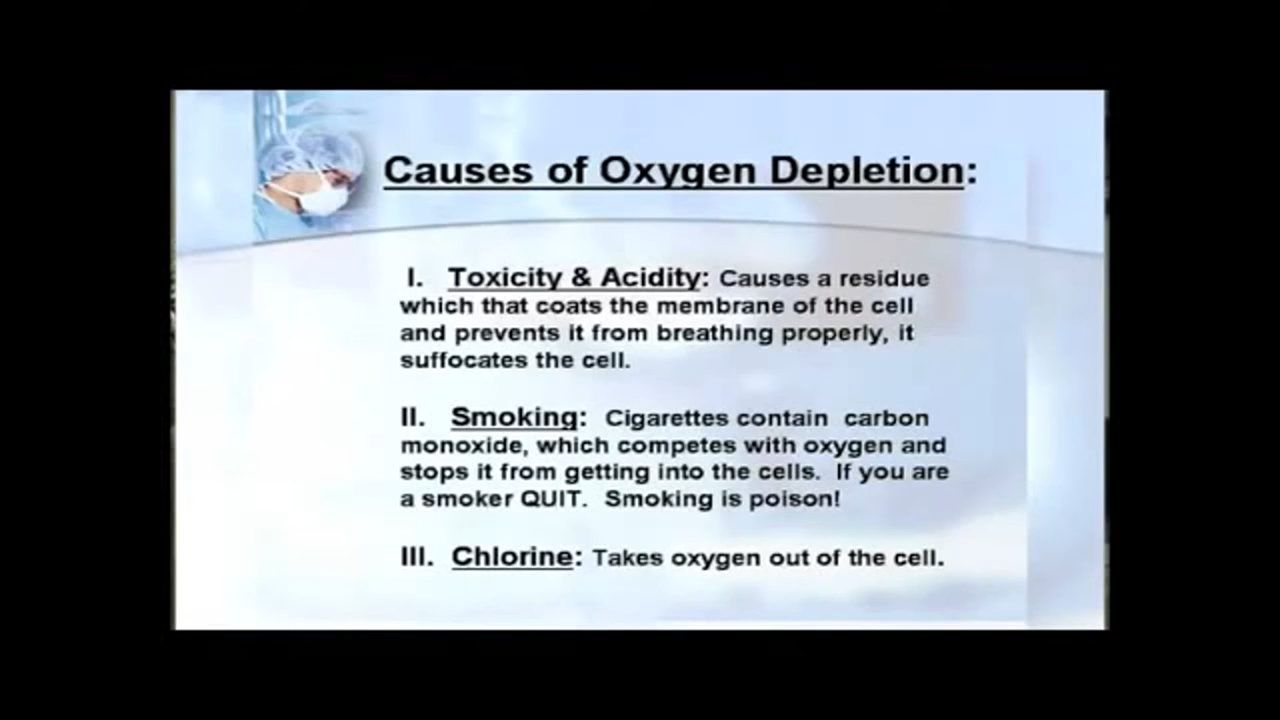 Causes of Oxygen Depletion:
I. Toxicity & Acidity: Causes a residue
which that coats the membrane of the cell
and prevents it from breathing properly, it
suffocates the cell.
II. Smoking: Cigarettes contain carbon
monoxide, which competes with oxygen and
stops it from getting into the cells. If you are
a smoker QUIT. Smoking is poison!
III. Chlorine: Takes oxygen out of the cell.